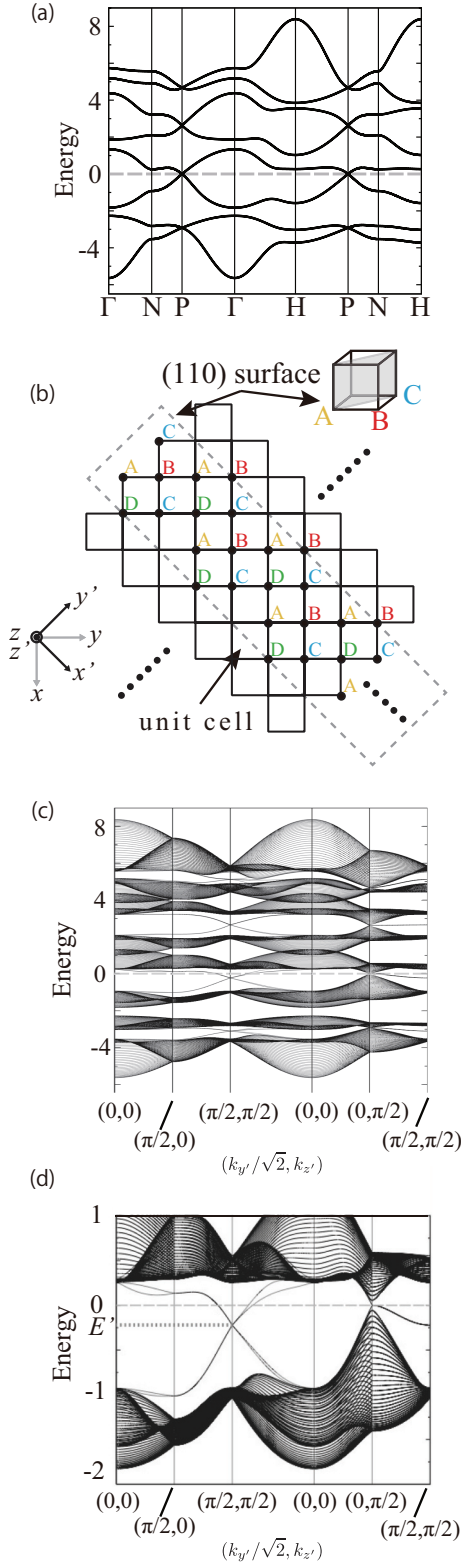 (a)
8
4
0
-4
Energy
Γ N P Γ H P N H
(b)
(110) surface
A B C
C
A B A B
D C D C
A B A B
D C D C
A B A B
D C D C
A
y'
z y
z'
x x'
unit cell
(c)
8
4
0
-4
Energy
(0,0) (π/2,π/2) (0,0) (0,π/2)
(π/2,0) (π/2,π/2)
(k_{y'}/√2, k_{z'})
(d)
1
0
E'
-1
-2
Energy
(0,0) (π/2,π/2) (0,0) (0,π/2)
(π/2,0) (π/2,π/2)
(k_{y'}/√2, k_{z'})